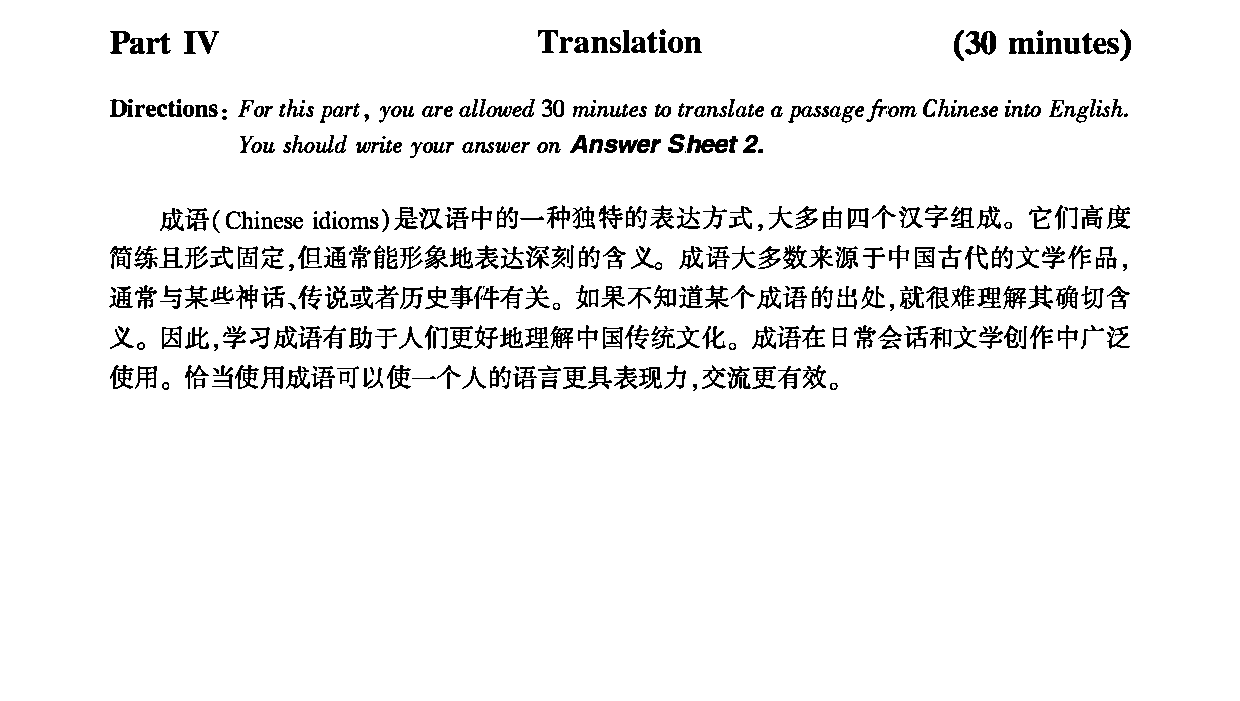 Part IV Translation (30 minutes)
Directions: For this part, you are allowed 30 minutes to translate a passage from Chinese into English.
You should write your answer on Answer Sheet 2.
成语(Chinese idioms)是汉语中的一种独特的表达方式,大多由四个汉字组成。它们高度
简练且形式固定,但通常能形象地表达深刻的含义。成语大多数来源于中国古代的文学作品,
通常与某些神话、传说或者历史事件有关。如果不知道某个成语的出处,就很难理解其确切含
义。因此,学习成语有助于人们更好地理解中国传统文化。成语在日常会话和文学创作中广泛
使用。恰当使用成语可以使一个人的语言更具表现力,交流更有效。